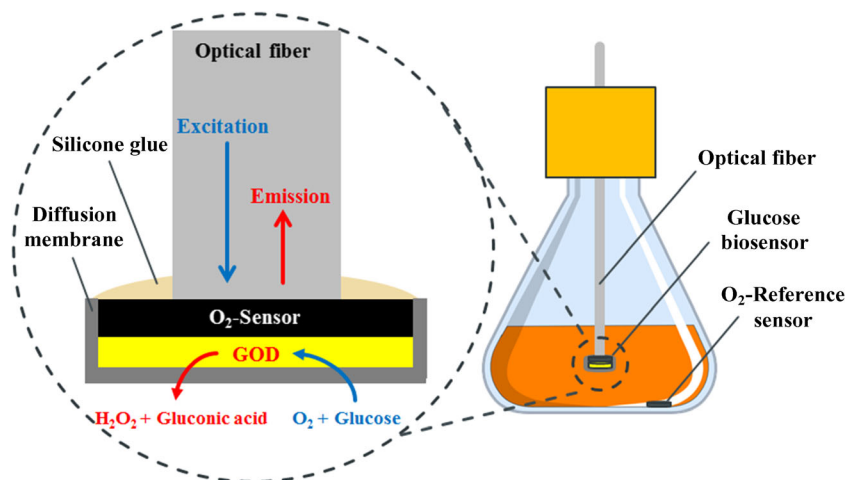 Optical fiber
Excitation
Silicone glue
Emission
Diffusion
membrane
O₂-Sensor
GOD
H₂O₂ + Gluconic acid
O₂ + Glucose
Optical fiber
Glucose
biosensor
O₂-Reference
sensor